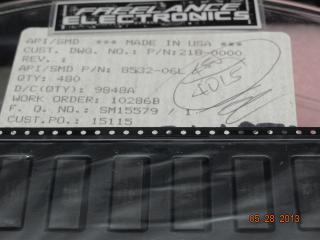 FREELANCE
ELECTRONICS
API/SMD *** MADE IN USA ***
CUST. DWG. NO.: P/N:218-0000
REV. :
API/SMD P/N: 8532-06L
QTY: 480
D/C(QTY): 9848A
WORK ORDER: 10286B
F. O. NO.: SM15579 / 1
CUST.PO.: 15115
4015
05 28 2013